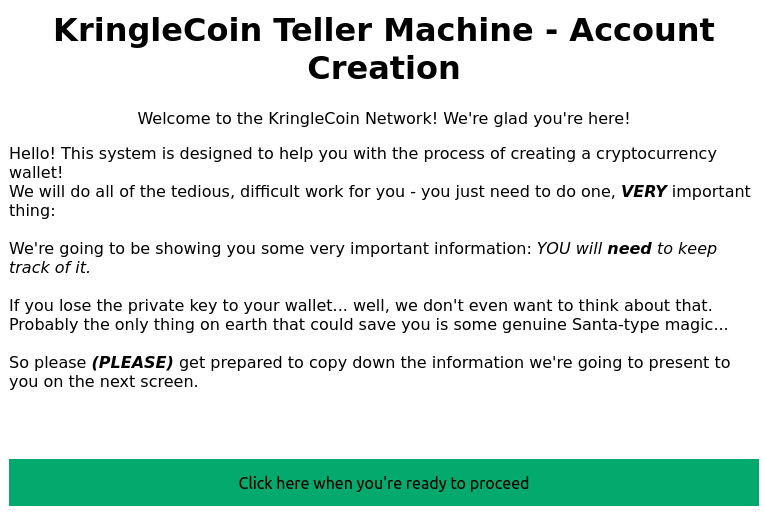 KringleCoin Teller Machine - Account
Creation
Welcome to the KringleCoin Network! We're glad you're here!
Hello! This system is designed to help you with the process of creating a cryptocurrency
wallet!
We will do all of the tedious, difficult work for you - you just need to do one, VERY important
thing:
We're going to be showing you some very important information: YOU will need to keep
track of it.
If you lose the private key to your wallet... well, we don't even want to think about that.
Probably the only thing on earth that could save you is some genuine Santa-type magic...
So please (PLEASE) get prepared to copy down the information we're going to present to
you on the next screen.
Click here when you're ready to proceed